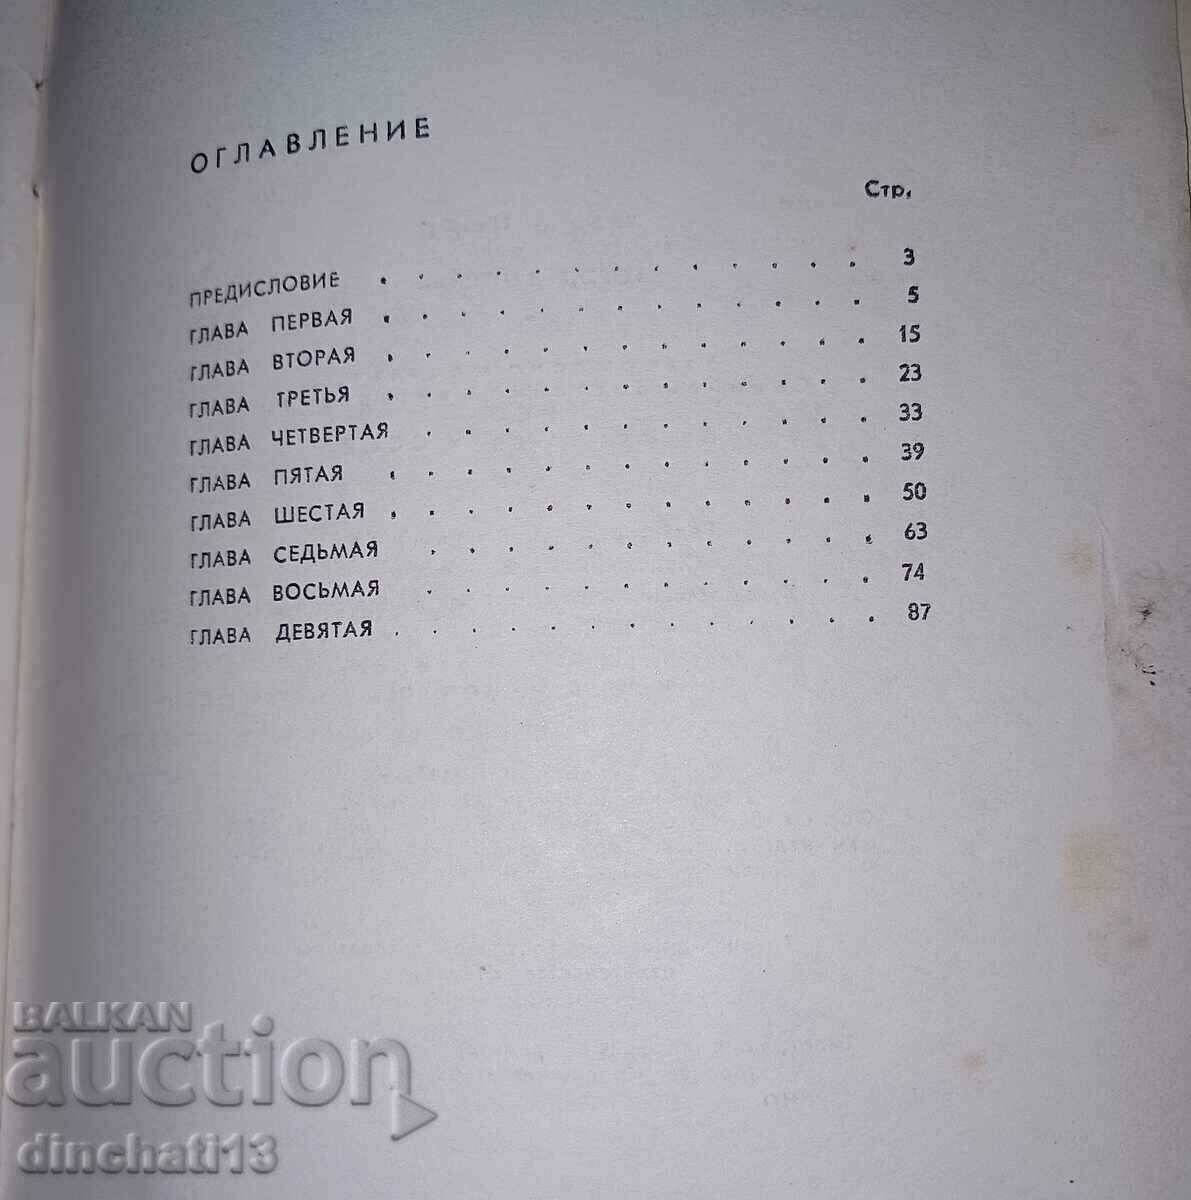 ОГЛАВЛЕНИЕ
Стр.
ПРЕДИСЛОВИЕ . . . . . . . . . . . . . 3
ГЛАВА ПЕРВАЯ . . . . . . . . . . . . . 5
ГЛАВА ВТОРАЯ . . . . . . . . . . . . . 15
ГЛАВА ТРЕТЬЯ . . . . . . . . . . . . . 23
ГЛАВА ЧЕТВЕРТАЯ . . . . . . . . . . . . 33
ГЛАВА ПЯТАЯ . . . . . . . . . . . . . 39
ГЛАВА ШЕСТАЯ . . . . . . . . . . . . . 50
ГЛАВА СЕДЬМАЯ . . . . . . . . . . . . 63
ГЛАВА ВОСЬМАЯ . . . . . . . . . . . . 74
ГЛАВА ДЕВЯТАЯ . . . . . . . . . . . . . 87
BALKAN
auction
dinchati13